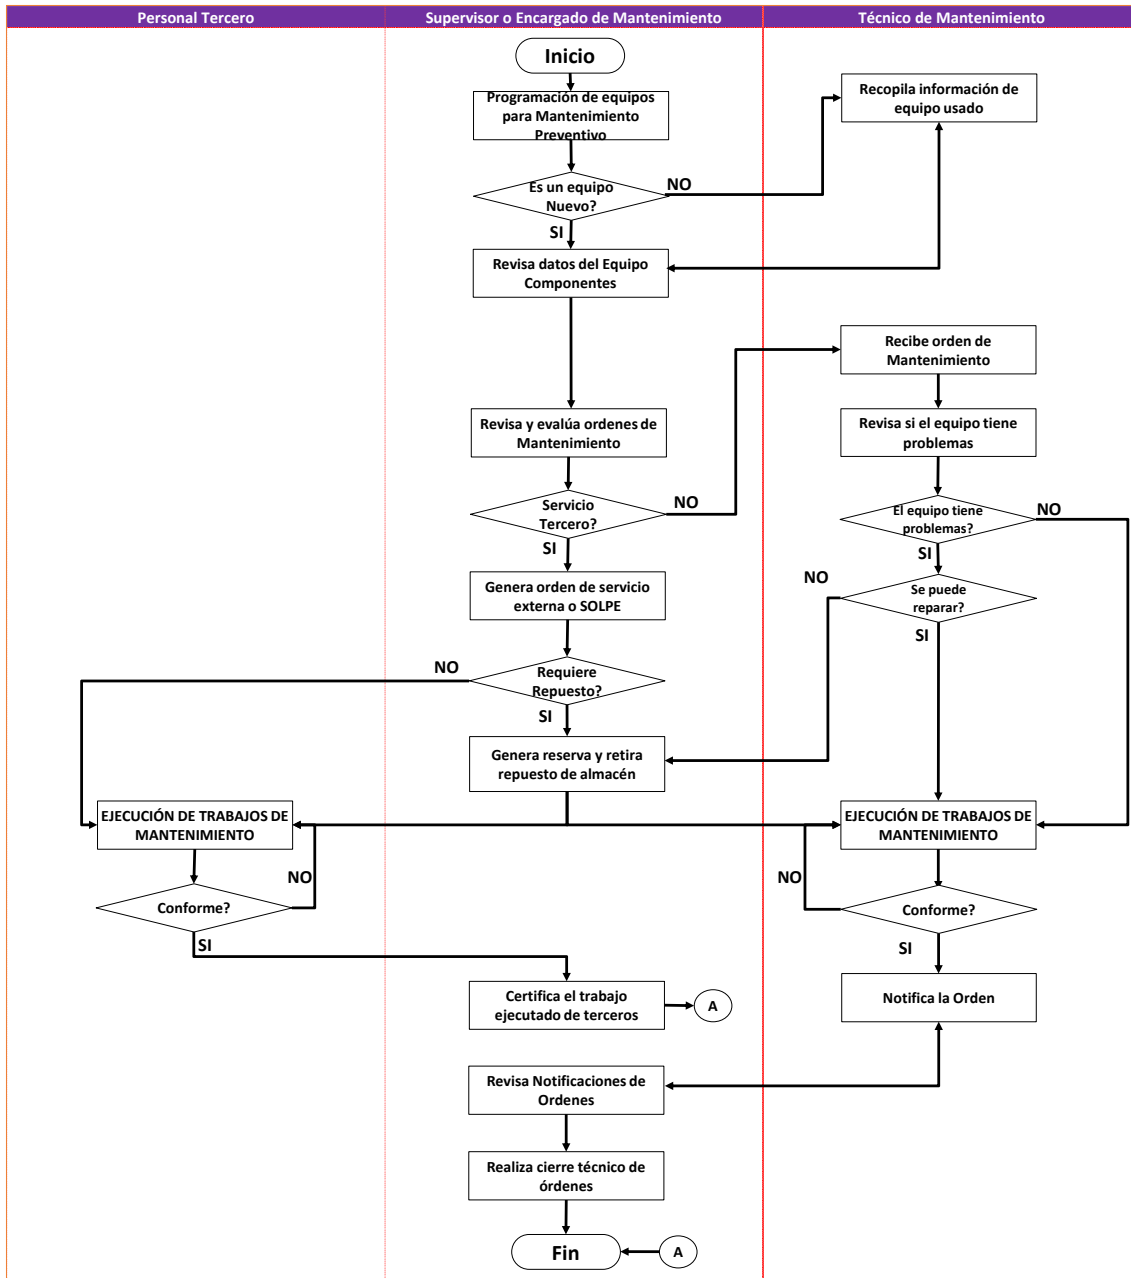 Personal Tercero
Supervisor o Encargado de Mantenimiento
Técnico de Mantenimiento
Inicio
Programación de equipos
para Mantenimiento
Preventivo
Recopila información de
equipo usado
Es un equipo
Nuevo?
NO
SI
Revisa datos del Equipo
Componentes
Recibe orden de
Mantenimiento
Revisa y evalúa ordenes de
Mantenimiento
Revisa si el equipo tiene
problemas
Servicio
Tercero?
NO
SI
El equipo tiene
problemas?
NO
SI
Genera orden de servicio
externa o SOLPE
Se puede
reparar?
NO
SI
Requiere
Repuesto?
NO
SI
Genera reserva y retira
repuesto de almacén
EJECUCIÓN DE TRABAJOS DE
MANTENIMIENTO
EJECUCIÓN DE TRABAJOS DE
MANTENIMIENTO
Conforme?
NO
SI
Conforme?
NO
SI
Certifica el trabajo
ejecutado de terceros
A
Notifica la Orden
Revisa Notificaciones de
Ordenes
Realiza cierre técnico de
órdenes
Fin
A